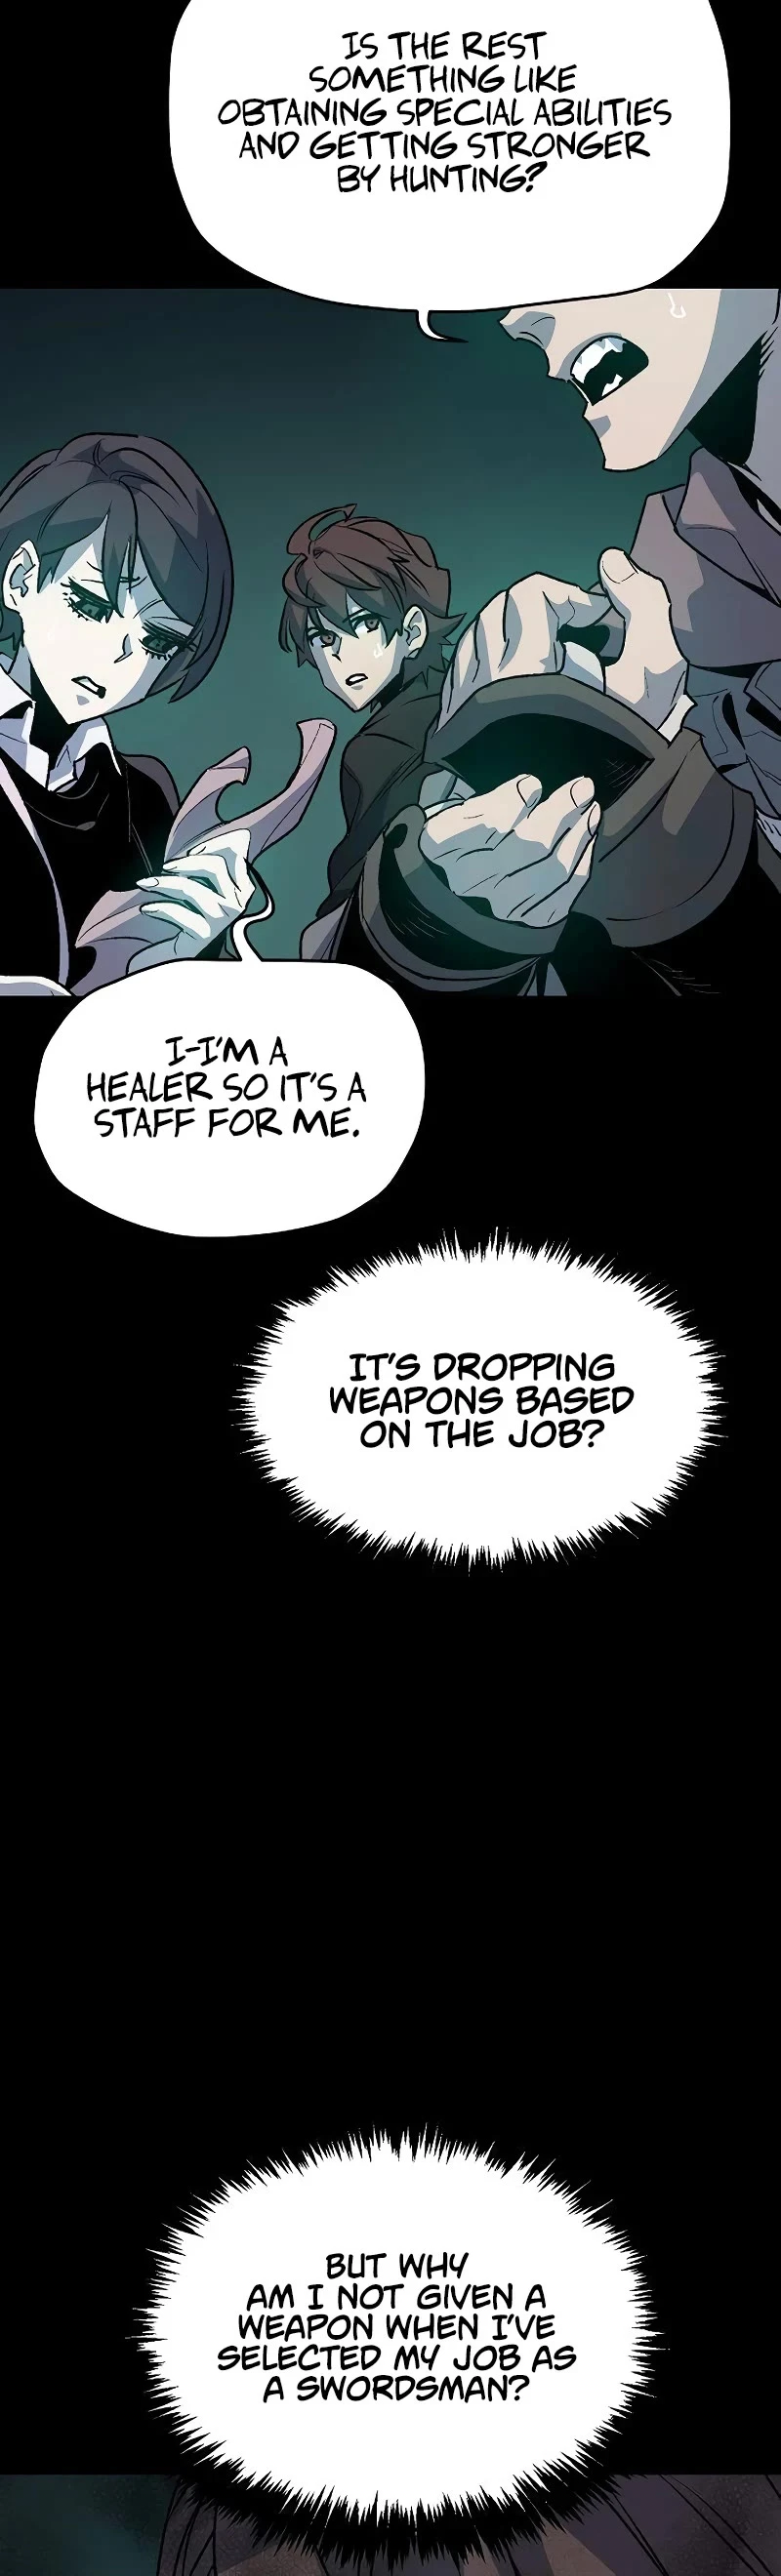 IS THE REST
SOMETHING LIKE
OBTAINING SPECIAL ABILITIES
AND GETTING STRONGER
BY HUNTING?
I-I'M A
HEALER SO IT'S A
STAFF FOR ME.
IT'S DROPPING
WEAPONS BASED
ON THE JOB?
BUT WHY
AM I NOT GIVEN A
WEAPON WHEN I'VE
SELECTED MY JOB AS
A SWORDSMAN?